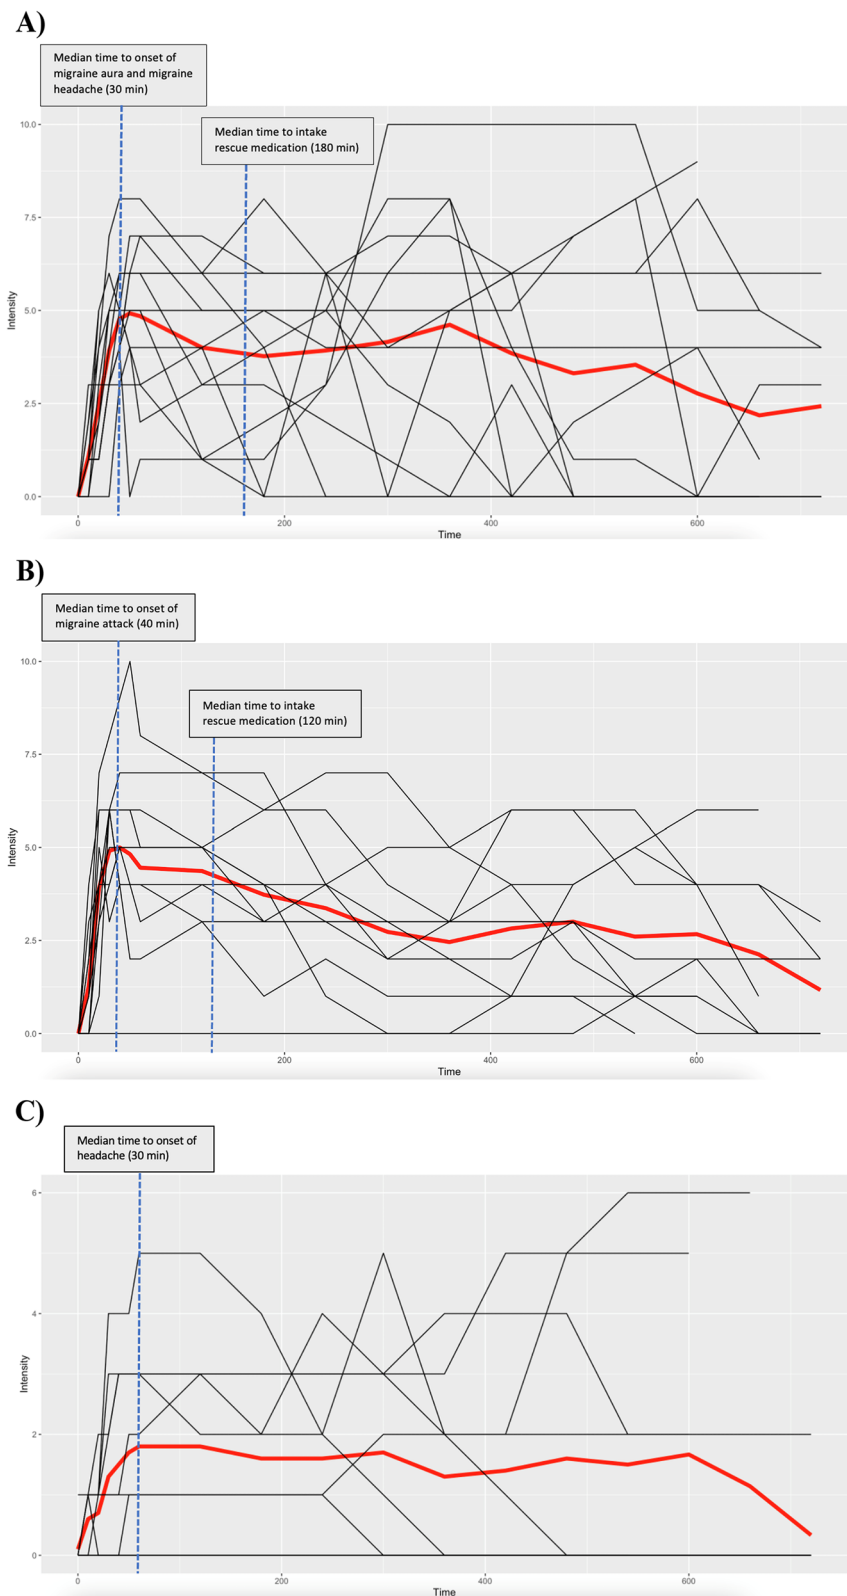 A)
Median time to onset of
migraine aura and migraine
headache (30 min)
Median time to intake
rescue medication (180 min)
10.0
7.5
5.0
2.5
0.0
Intensity
0 200 400 600
Time
B)
Median time to onset of
migraine attack (40 min)
Median time to intake
rescue medication (120 min)
10.0
7.5
5.0
2.5
0.0
Intensity
0 200 400 600
Time
C)
Median time to onset of
headache (30 min)
6
4
2
0
Intensity
0 200 400 600
Time